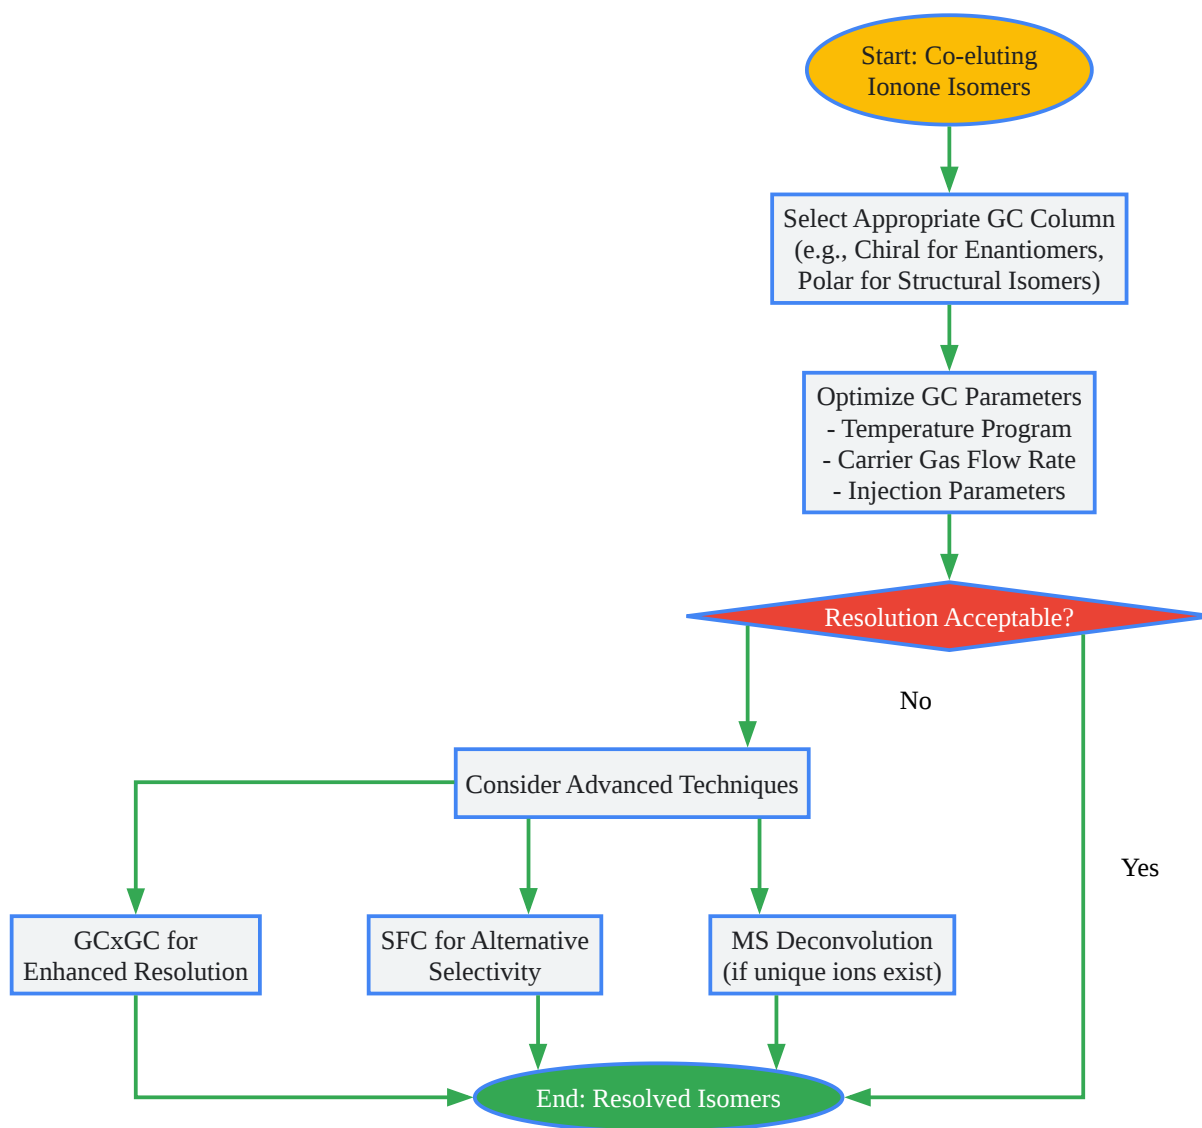 Start: Co-eluting
Ionone Isomers
Select Appropriate GC Column
(e.g., Chiral for Enantiomers,
Polar for Structural Isomers)
Optimize GC Parameters
- Temperature Program
- Carrier Gas Flow Rate
- Injection Parameters
Resolution Acceptable?
No
Consider Advanced Techniques
Yes
GCxGC for
Enhanced Resolution
SFC for Alternative
Selectivity
MS Deconvolution
(if unique ions exist)
End: Resolved Isomers